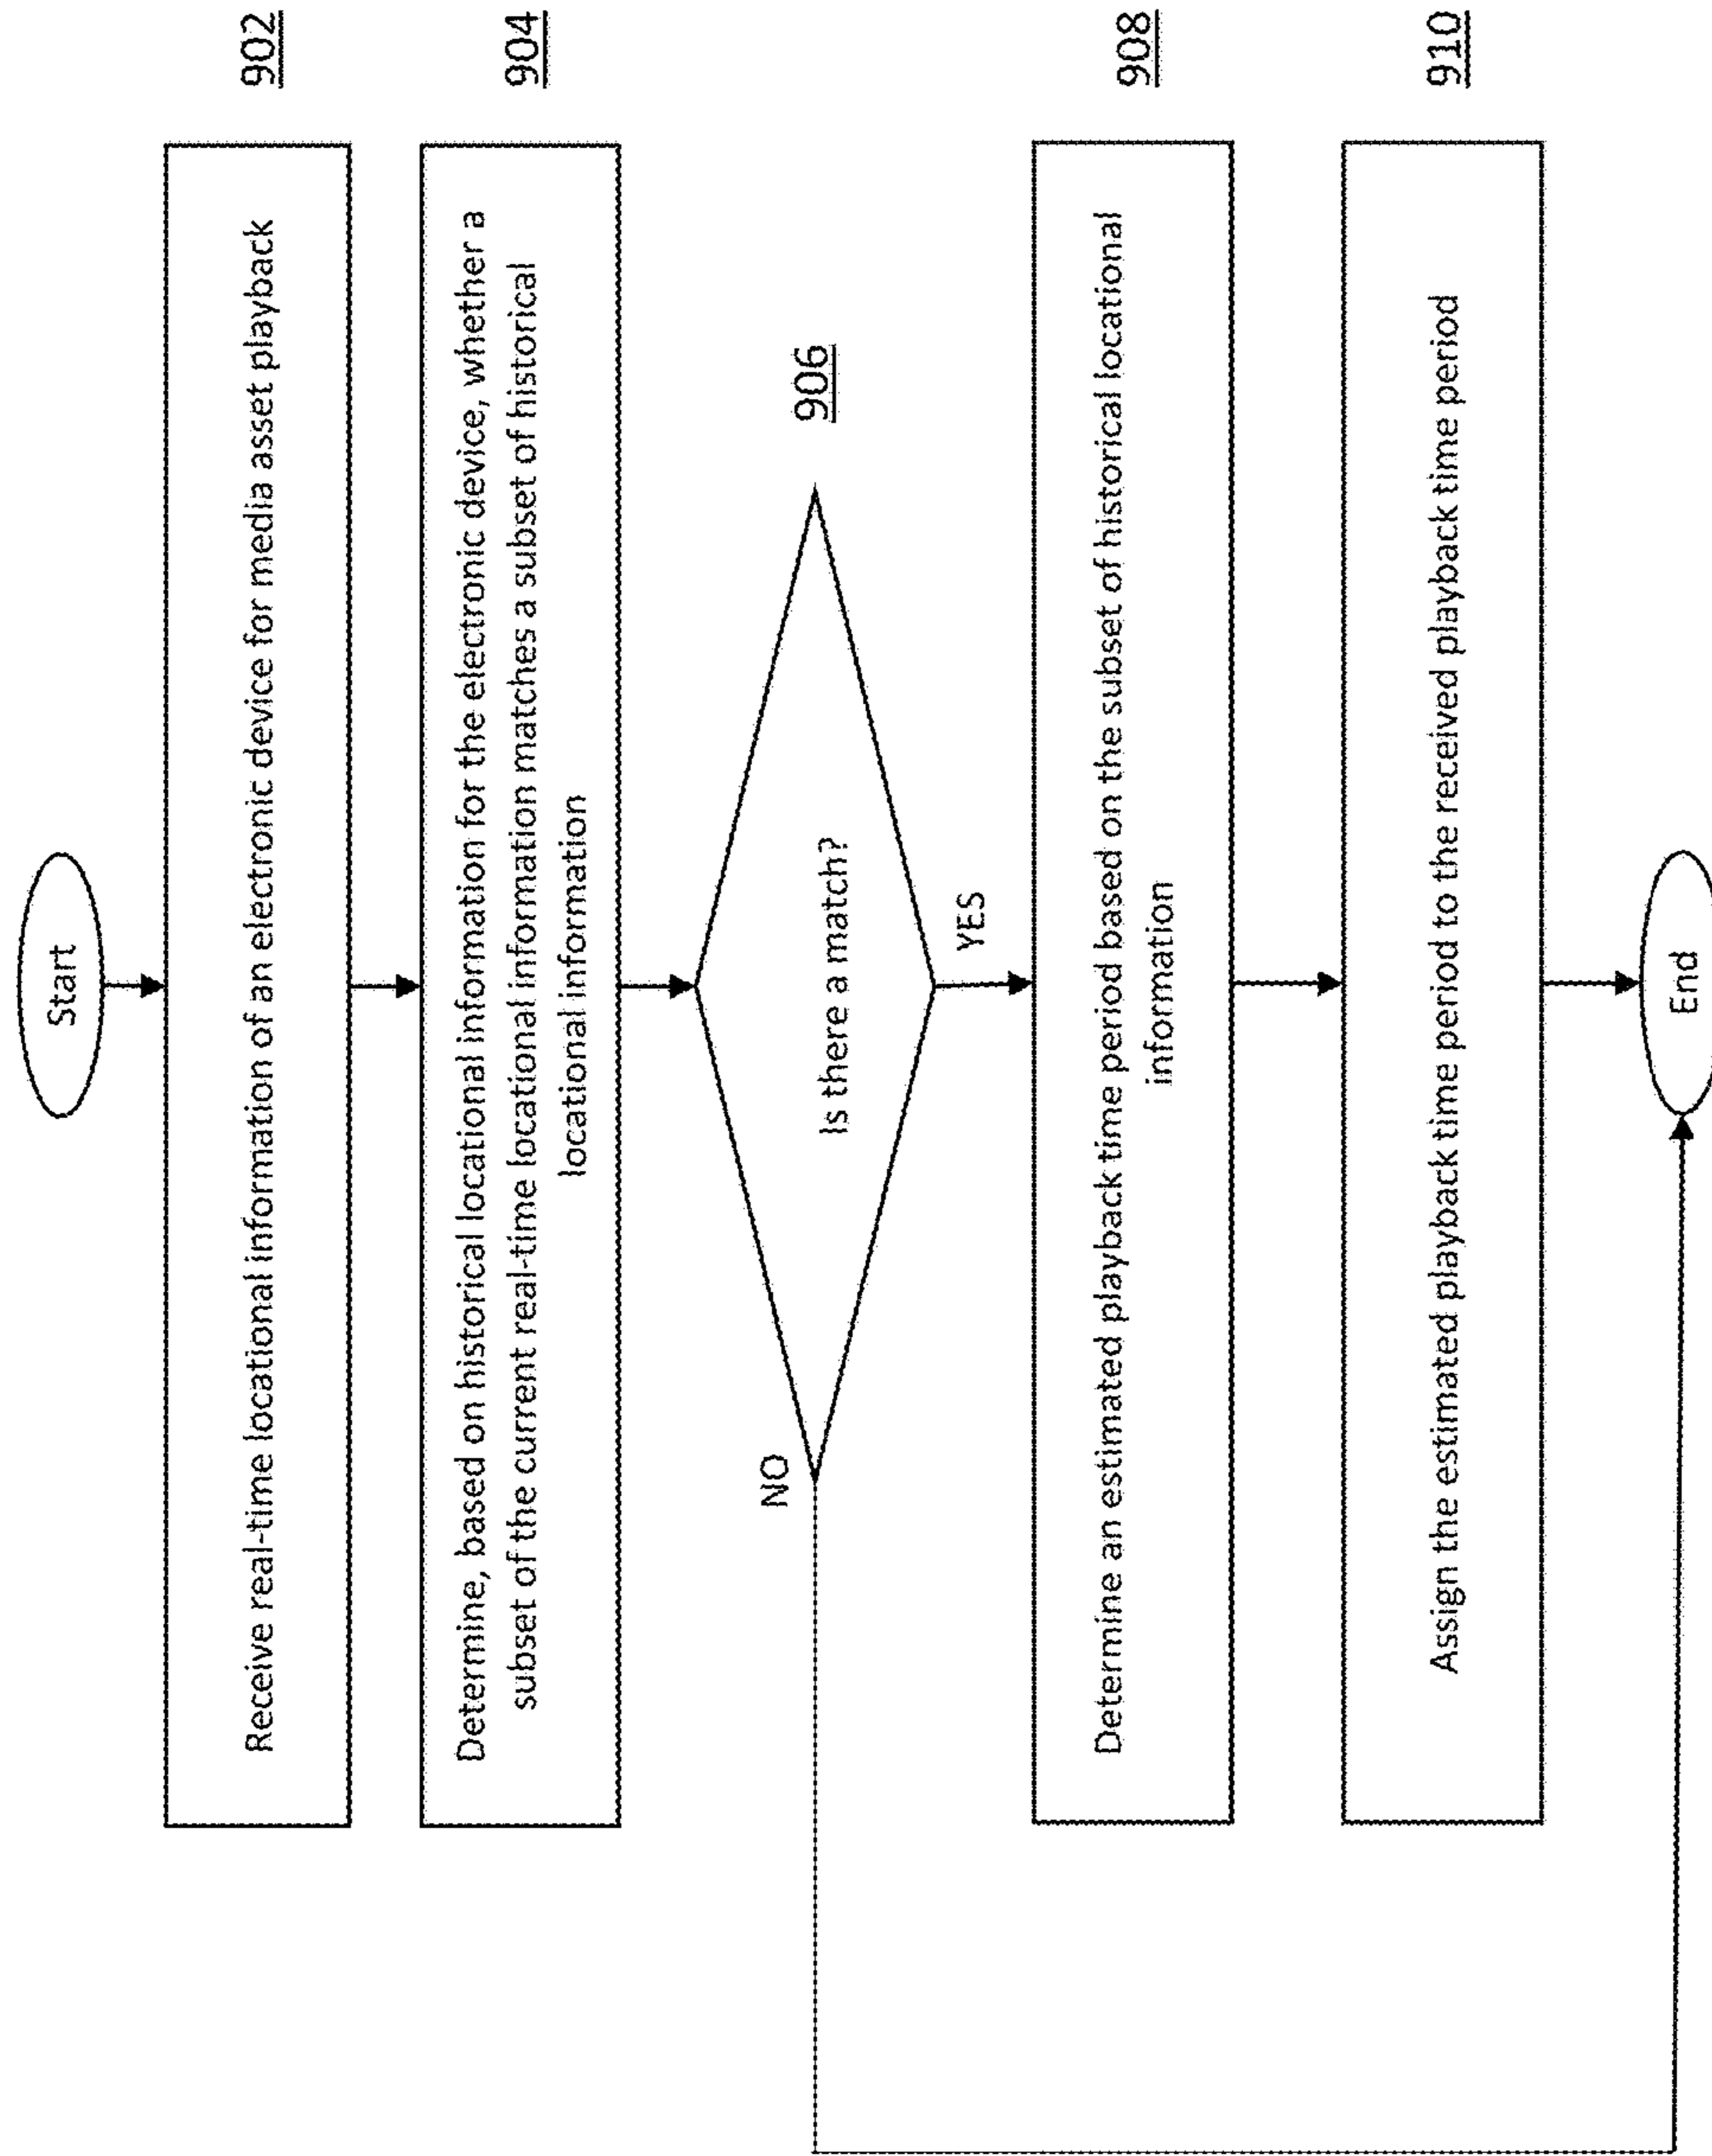 Start
Receive real-time locational information of an electronic device for media asset playback
902
Determine, based on historical locational information for the electronic device, whether a
subset of the current real-time locational information matches a subset of historical
locational information
904
Is there a match?
906
NO
YES
Determine an estimated playback time period based on the subset of historical locational
information
908
Assign the estimated playback time period to the received playback time period
910
End